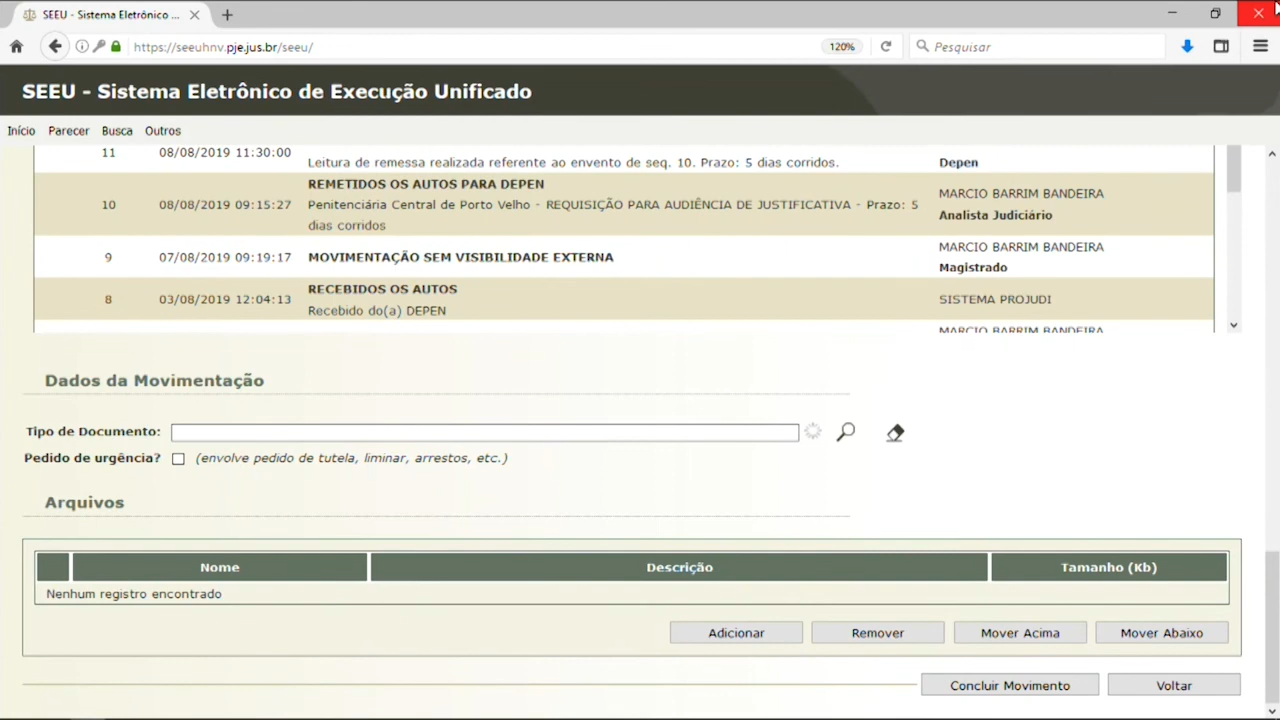 SEEU - Sistema Eletrônico ...
https://seeuhnv.pje.jus.br/seeu/
120%
Pesquisar
SEEU - Sistema Eletrônico de Execução Unificado
Início Parecer Busca Outros
11 08/08/2019 11:30:00
Leitura de remessa realizada referente ao envento de seq. 10. Prazo: 5 dias corridos. Depen
REMETIDOS OS AUTOS PARA DEPEN
MARCIO BARRIM BANDEIRA
10 08/08/2019 09:15:27 Penitenciária Central de Porto Velho - REQUISIÇÃO PARA AUDIÊNCIA DE JUSTIFICATIVA - Prazo: 5
Analista Judiciário
dias corridos
MARCIO BARRIM BANDEIRA
9 07/08/2019 09:19:17 MOVIMENTAÇÃO SEM VISIBILIDADE EXTERNA
Magistrado
RECEBIDOS OS AUTOS
8 03/08/2019 12:04:13 SISTEMA PROJUDI
Recebido do(a) DEPEN
MARCIO BARRIM BANDEIRA
Dados da Movimentação
Tipo de Documento:
Pedido de urgência? (envolve pedido de tutela, liminar, arrestos, etc.)
Arquivos
Nome Descrição Tamanho (Kb)
Nenhum registro encontrado
Adicionar Remover Mover Acima Mover Abaixo
Concluir Movimento Voltar